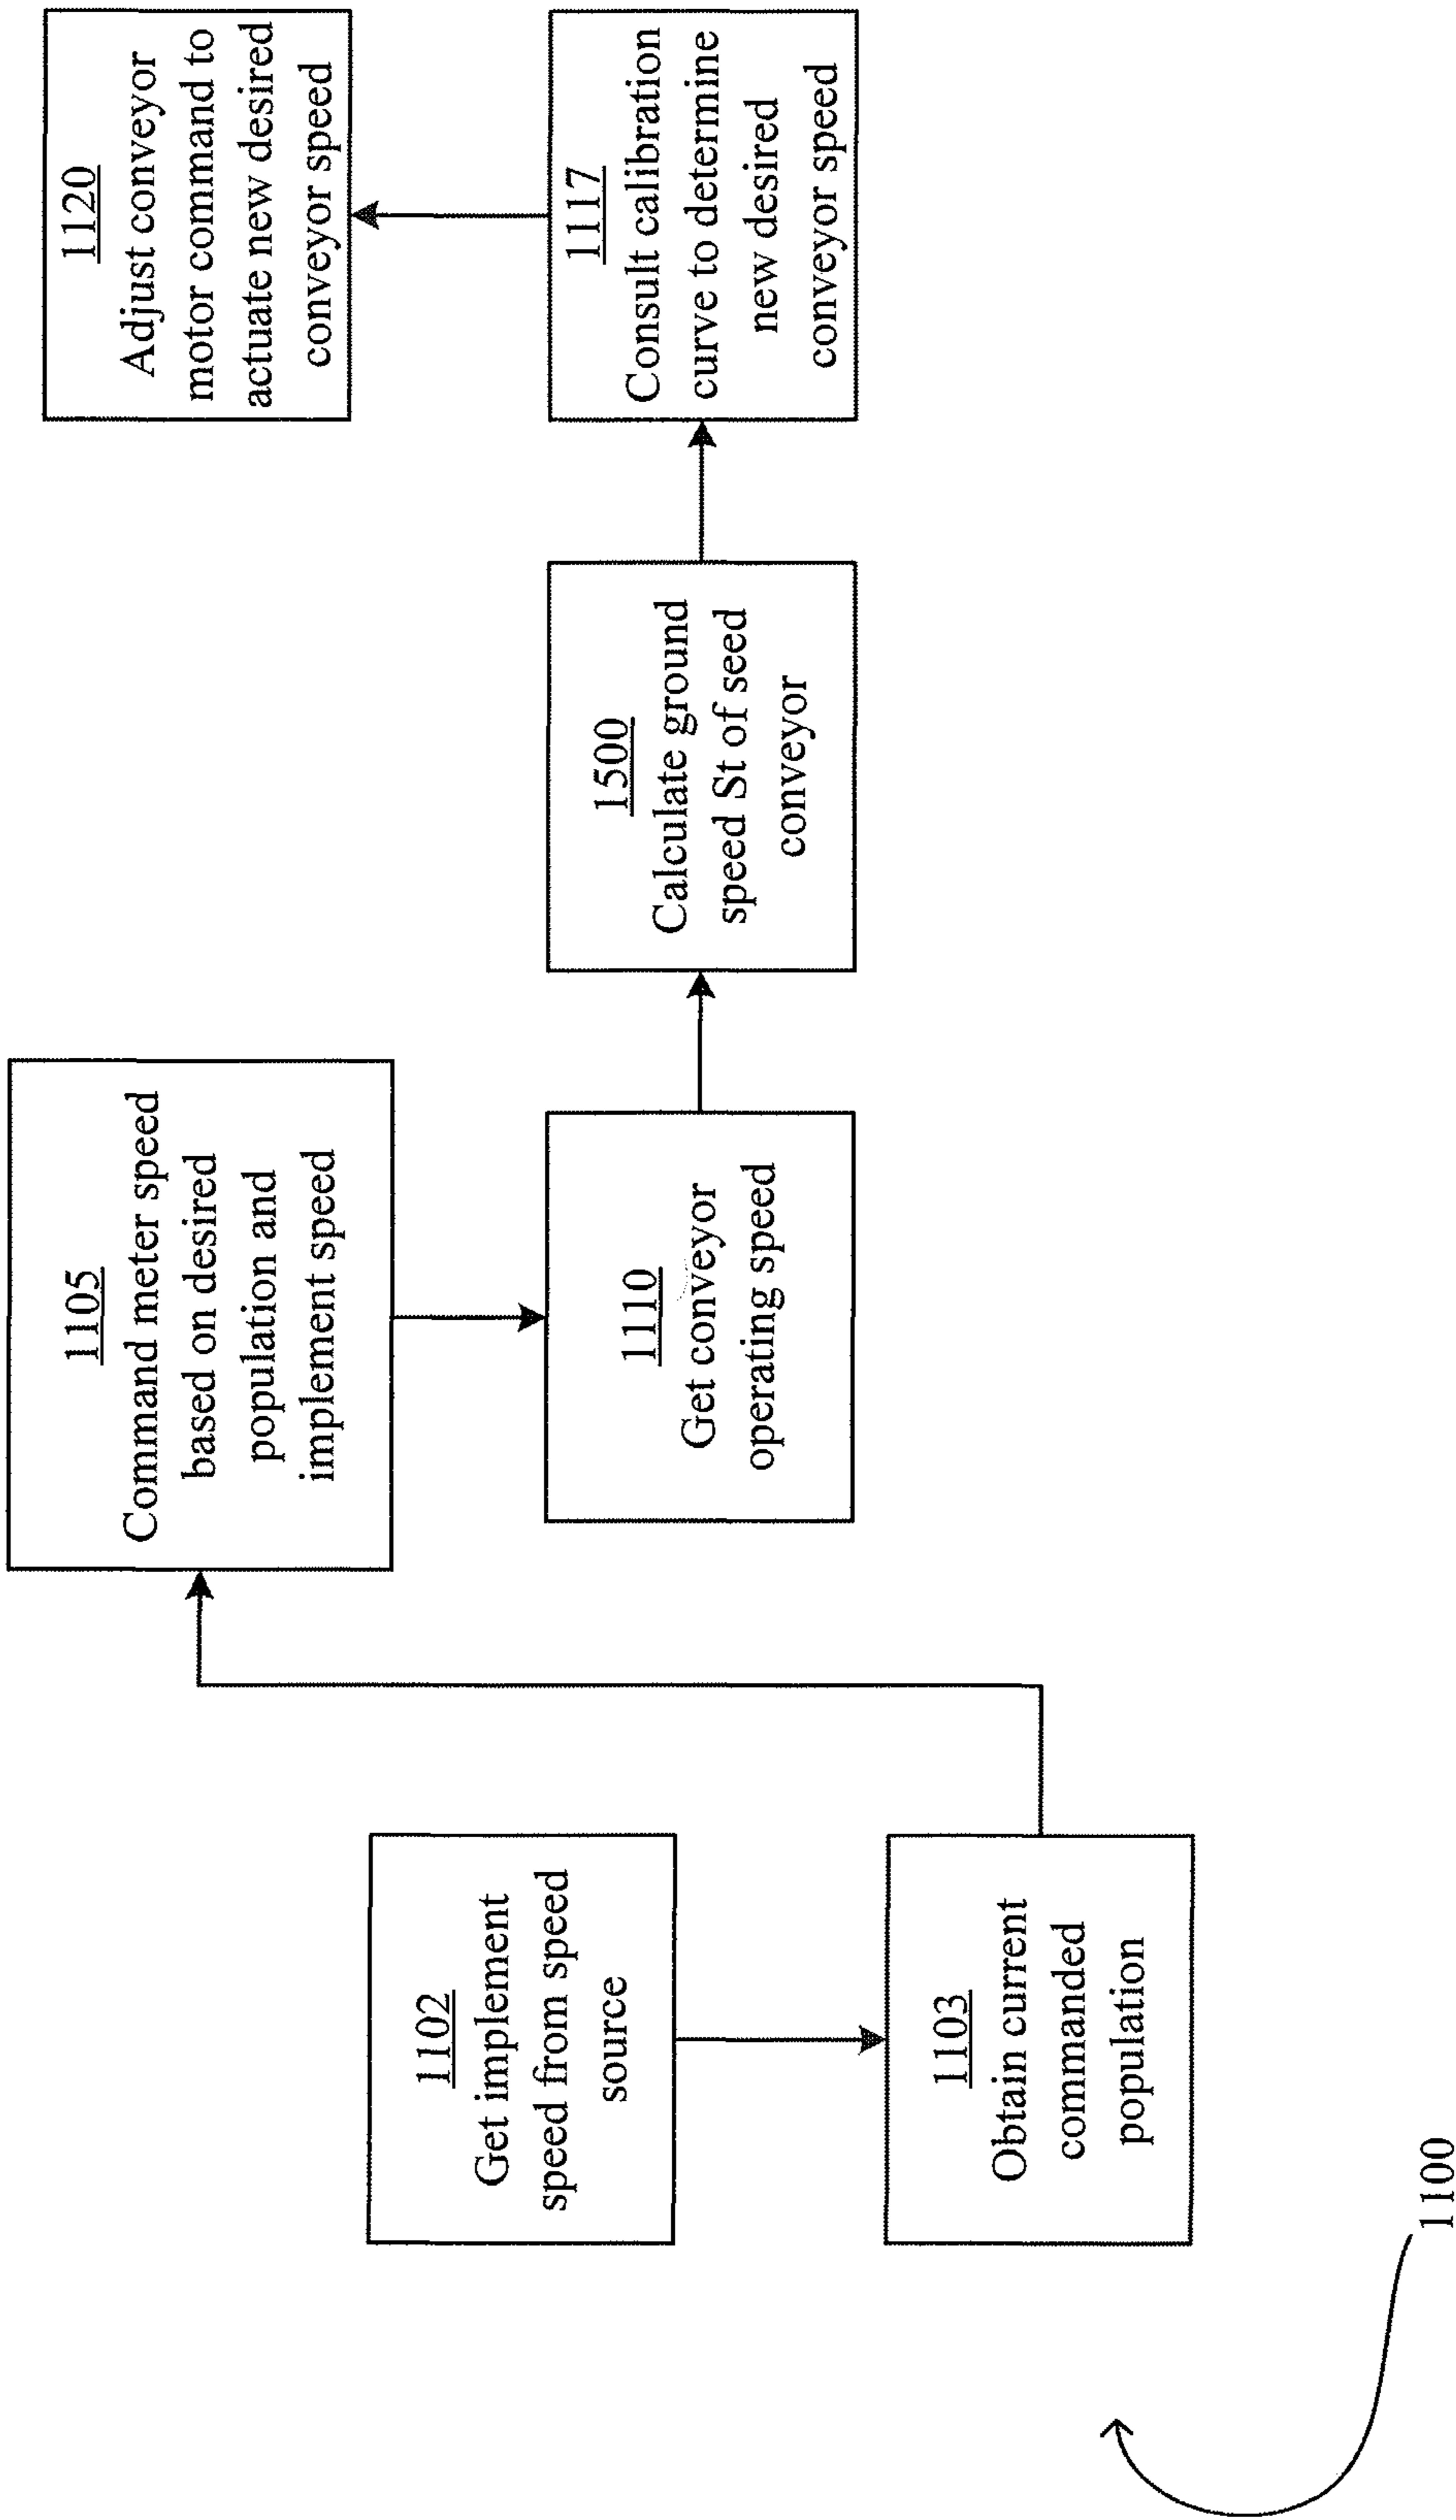 1102
Get implement
speed from speed
source
1103
Obtain current
commanded
population
1105
Command meter speed
based on desired
population and
implement speed
1110
Get conveyor
operating speed
1500
Calculate ground
speed St of seed
conveyor
1117
Consult calibration
curve to determine
new desired
conveyor speed
1120
Adjust conveyor
motor command to
actuate new desired
conveyor speed
1100